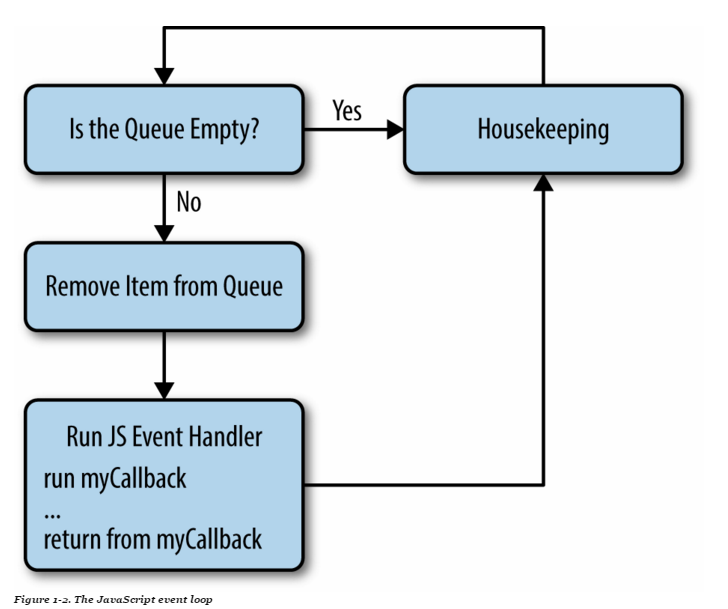 Is the Queue Empty?
Yes
Housekeeping
No
Remove Item from Queue
Run JS Event Handler
run myCallback
...
return from myCallback
Figure 1-2. The JavaScript event loop